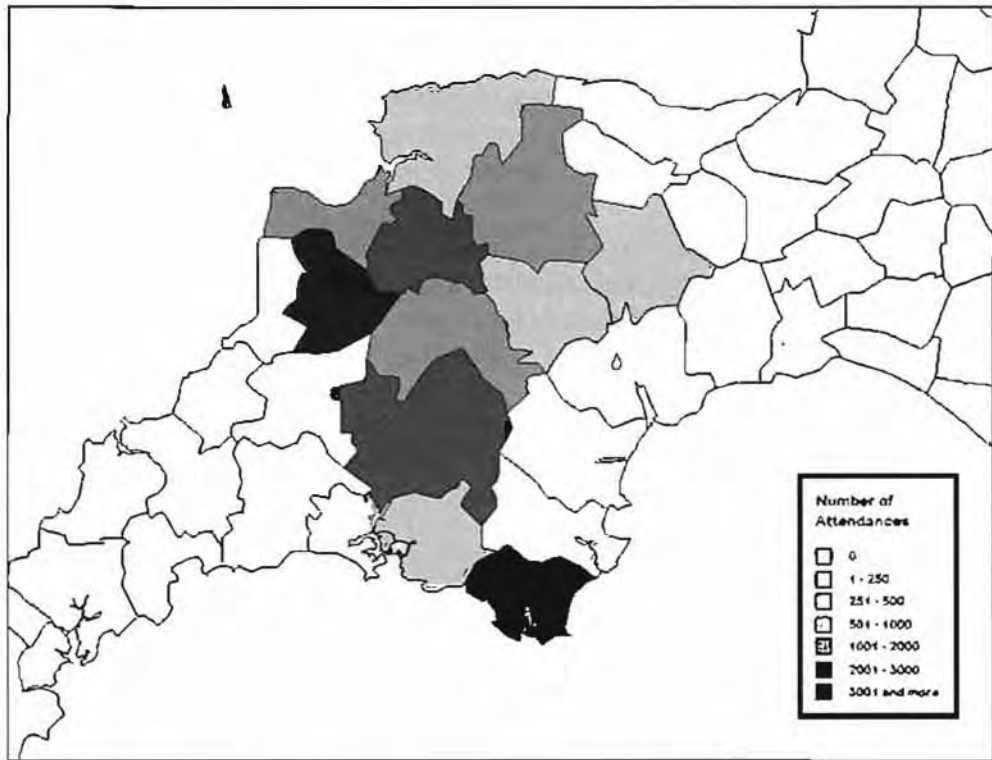 Number of
Attendances
0
1 - 250
251 - 500
501 - 1000
1001 - 2000
2001 - 3000
3001 and more